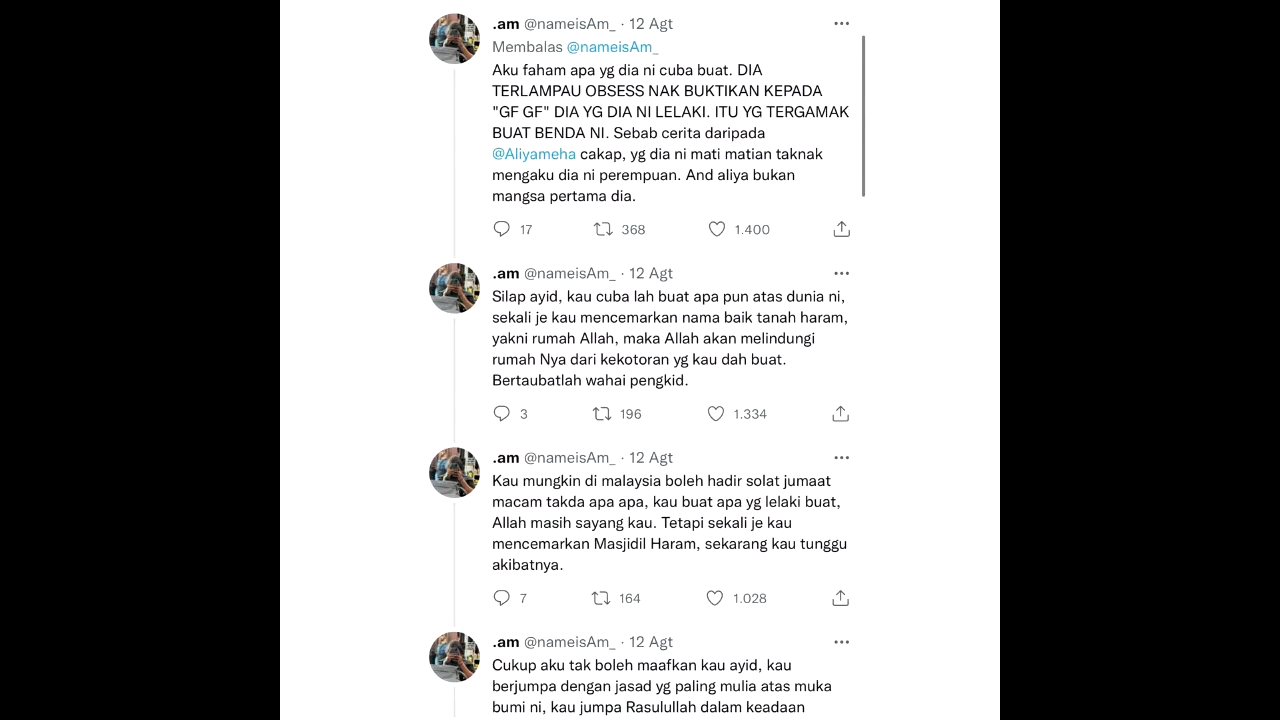 .am @nameisAm_ · 12 Agt
Membalas @nameisAm_
Aku faham apa yg dia ni cuba buat. DIA
TERLAMPAU OBSESS NAK BUKTIKAN KEPADA
"GF GF" DIA YG DIA NI LELAKI. ITU YG TERGAMAK
BUAT BENDA NI. Sebab cerita daripada
@Aliyameha cakap, yg dia ni mati matian taknak
mengaku dia ni perempuan. And aliya bukan
mangsa pertama dia.
17 368 1.400
.am @nameisAm_ · 12 Agt
Silap ayid, kau cuba lah buat apa pun atas dunia ni,
sekali je kau mencemarkan nama baik tanah haram,
yakni rumah Allah, maka Allah akan melindungi
rumah Nya dari kekotoran yg kau dah buat.
Bertaubatlah wahai pengkid.
3 196 1.334
.am @nameisAm_ · 12 Agt
Kau mungkin di malaysia boleh hadir solat jumaat
macam takda apa apa, kau buat apa yg lelaki buat,
Allah masih sayang kau. Tetapi sekali je kau
mencemarkan Masjidil Haram, sekarang kau tunggu
akibatnya.
7 164 1.028
.am @nameisAm_ · 12 Agt
Cukup aku tak boleh maafkan kau ayid, kau
berjumpa dengan jasad yg paling mulia atas muka
bumi ni, kau jumpa Rasulullah dalam keadaan